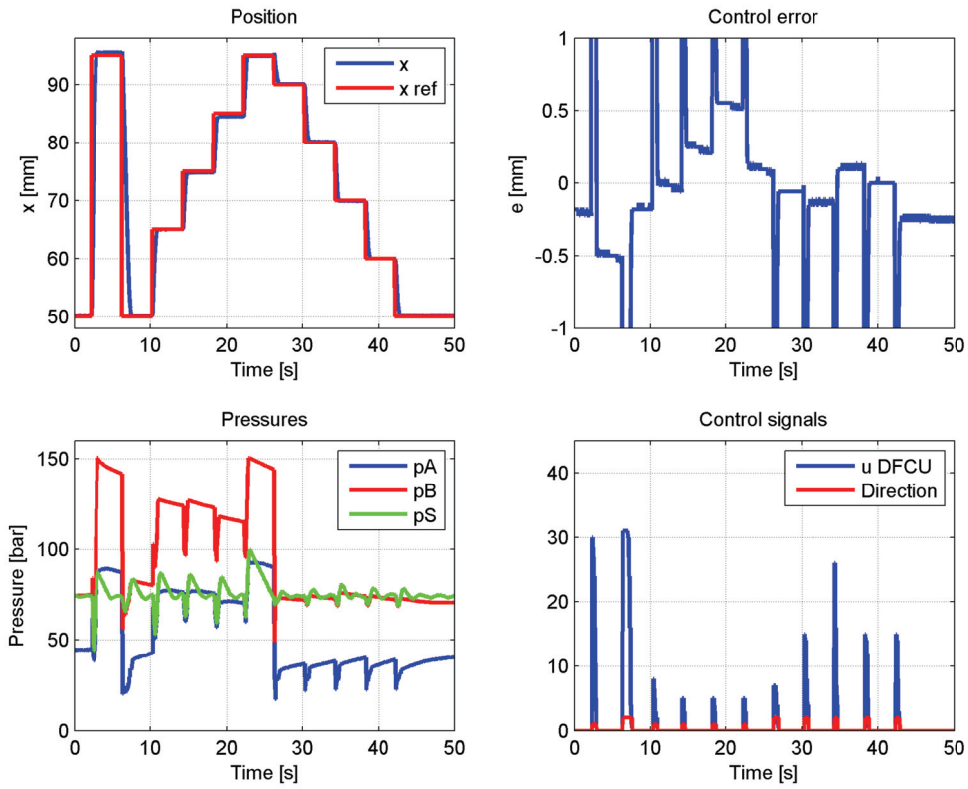 Position
x [mm]
90
80
70
60
50
x
x ref
0 10 20 30 40 50
Time [s]
Control error
e [mm]
1
0.5
0
-0.5
-1
0 10 20 30 40 50
Time [s]
Pressures
Pressure [bar]
150
100
50
0
pA
pB
pS
0 10 20 30 40 50
Time [s]
Control signals
40
30
20
10
0
u DFCU
Direction
0 10 20 30 40 50
Time [s]